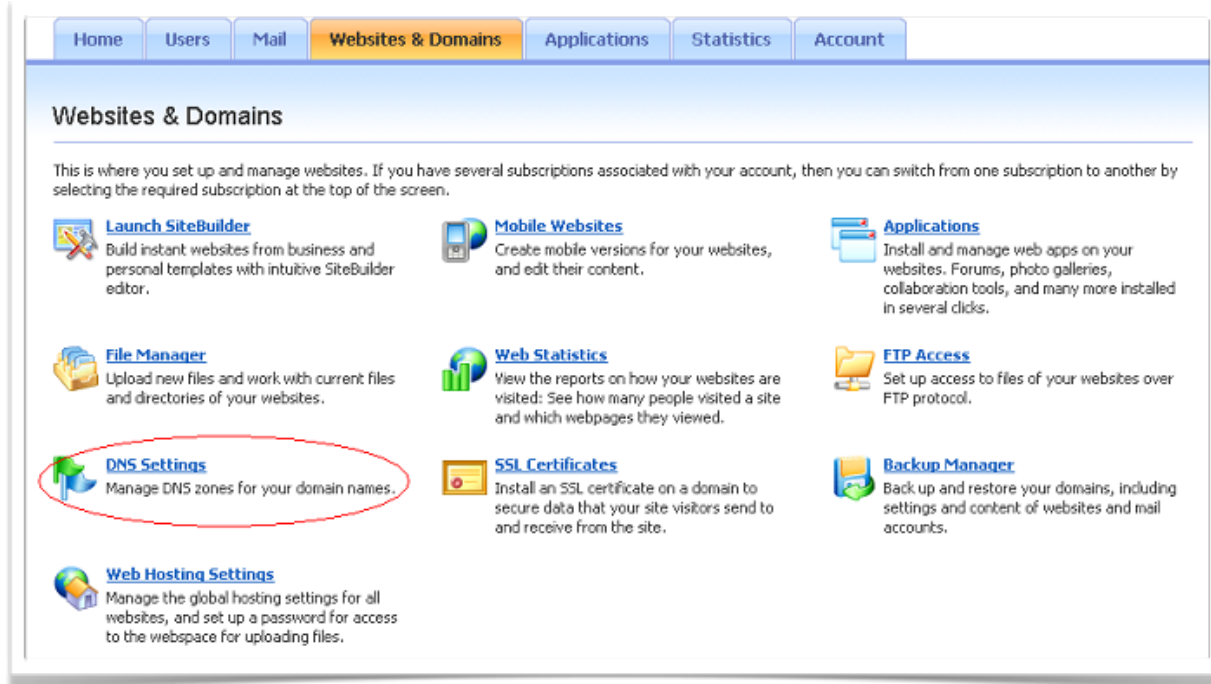 Home Users Mail Websites & Domains Applications Statistics Account
Websites & Domains
This is where you set up and manage websites. If you have several subscriptions associated with your account, then you can switch from one subscription to another by
selecting the required subscription at the top of the screen.
Launch SiteBuilder
Build instant websites from business and
personal templates with intuitive SiteBuilder
editor.
Mobile Websites
Create mobile versions for your websites,
and edit their content.
Applications
Install and manage web apps on your
websites. Forums, photo galleries,
collaboration tools, and many more installed
in several clicks.
File Manager
Upload new files and work with current files
and directories of your websites.
Web Statistics
View the reports on how your websites are
visited: See how many people visited a site
and which webpages they viewed.
FTP Access
Set up access to files of your websites over
FTP protocol.
DNS Settings
Manage DNS zones for your domain names.
SSL Certificates
Install an SSL certificate on a domain to
secure data that your site visitors send to
and receive from the site.
Backup Manager
Back up and restore your domains, including
settings and content of websites and mail
accounts.
Web Hosting Settings
Manage the global hosting settings for all
websites, and set up a password for access
to the webspace for uploading files.